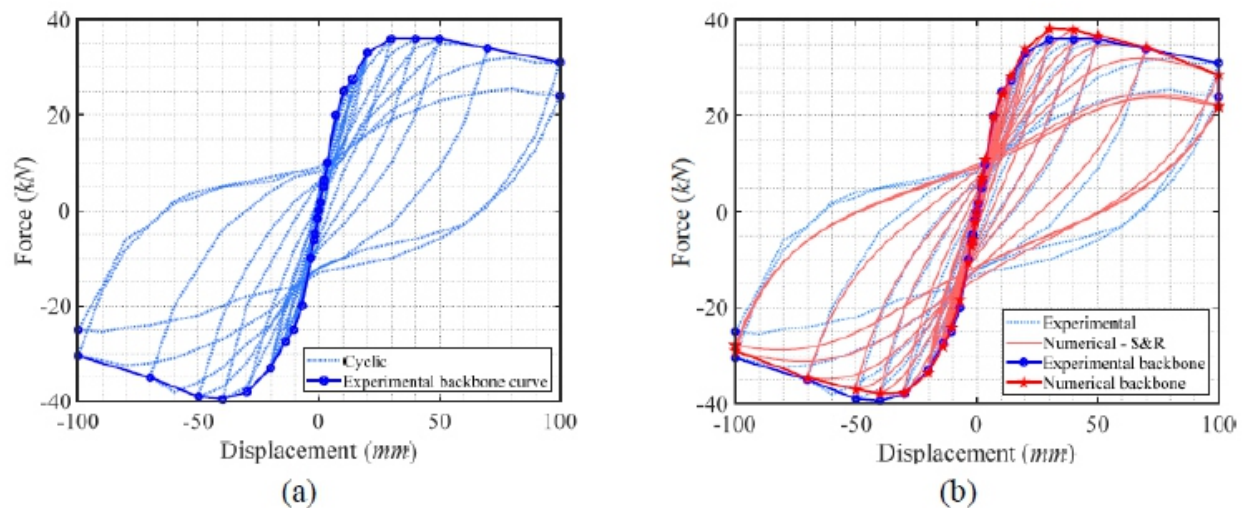 40
20
0
-20
-40
Force (kN)
Cyclic
Experimental backbone curve
-100
-50
0
50
100
Displacement (mm)
(a)
40
20
0
-20
-40
Force (kN)
Experimental
Numerical - S&R
Experimental backbone
Numerical backbone
-100
-50
0
50
100
Displacement (mm)
(b)